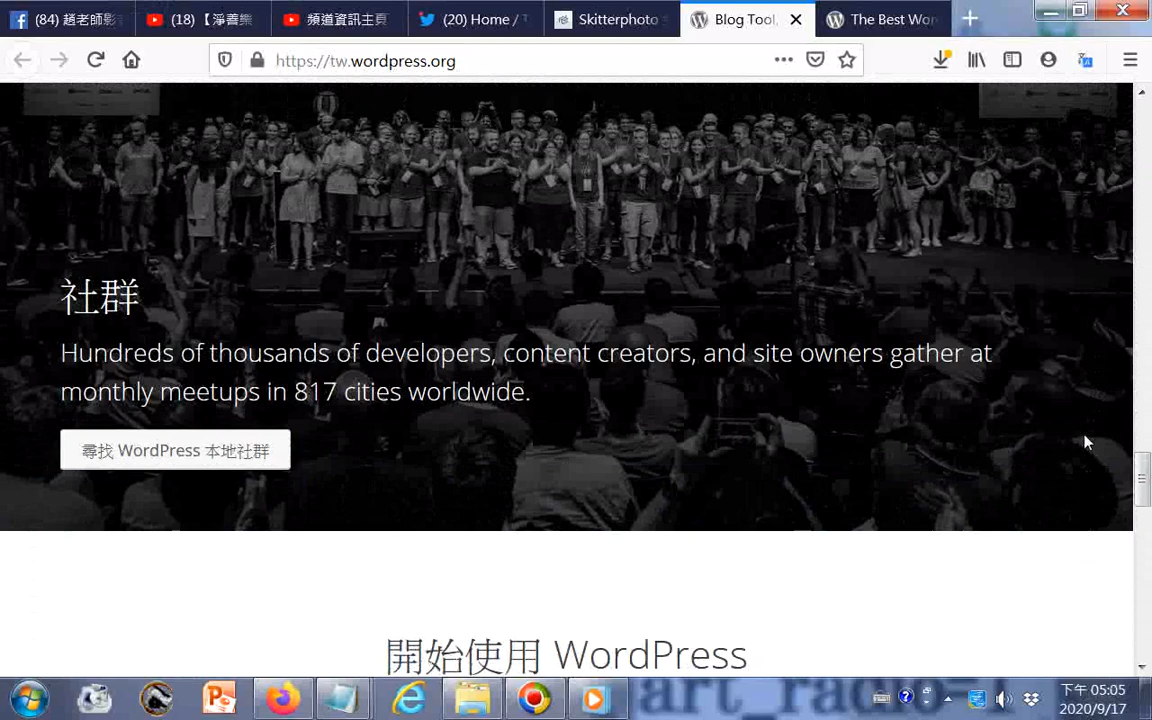 (84) 趙老師影
(18) 【淨善集
頻道資訊主頁
(20) Home / T
Skitterphoto
Blog Tool,
The Best Wor
https://tw.wordpress.org
社群
Hundreds of thousands of developers, content creators, and site owners gather at
monthly meetups in 817 cities worldwide.
尋找 WordPress 本地社群
開始使用 WordPress
下午 05:05
2020/9/17